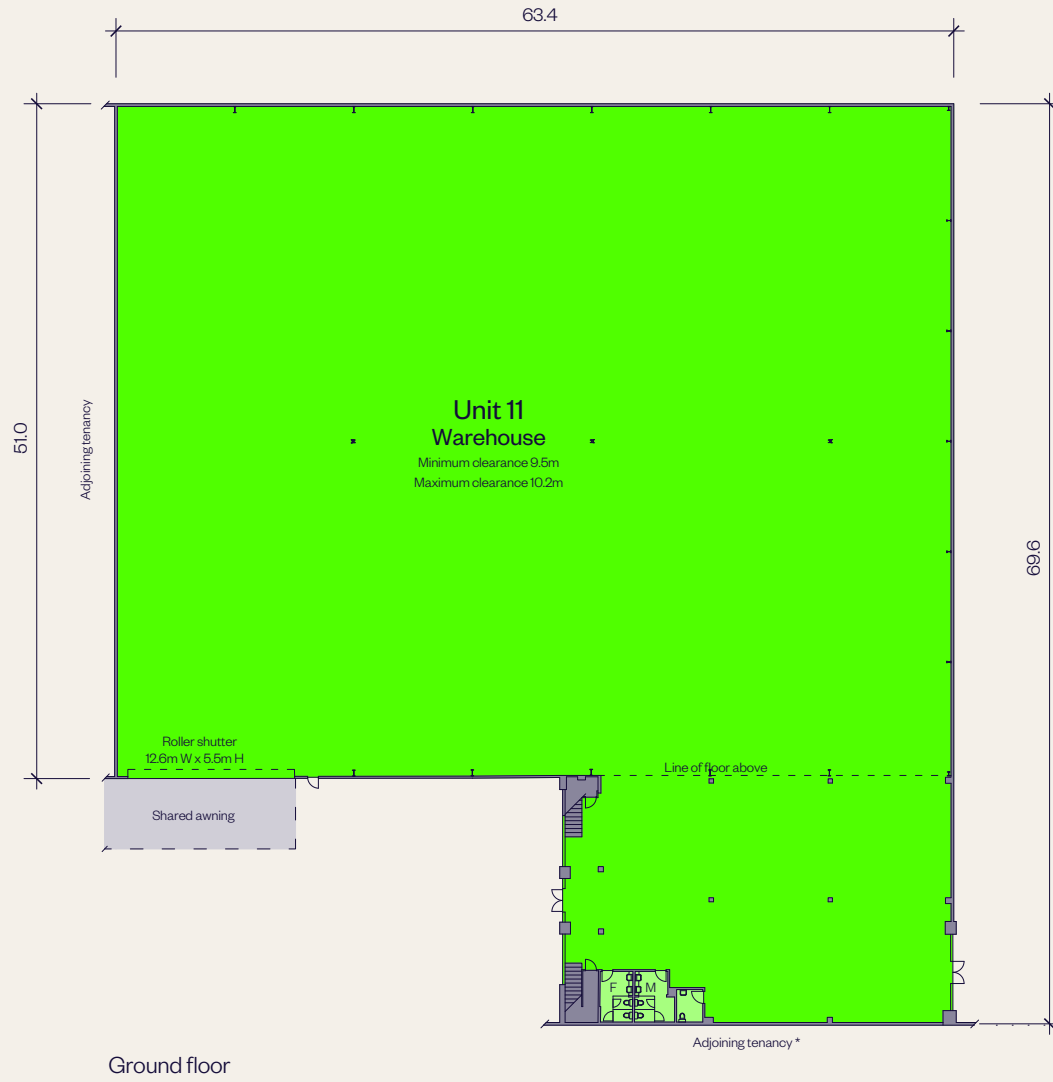 63.4
51.0
Adjoining tenancy
Unit 11
Warehouse
Minimum clearance 9.5m
Maximum clearance 10.2m
69.6
Roller shutter
12.6m W x 5.5m H
Line of floor above
Shared awning
F
M
Adjoining tenancy *
Ground floor